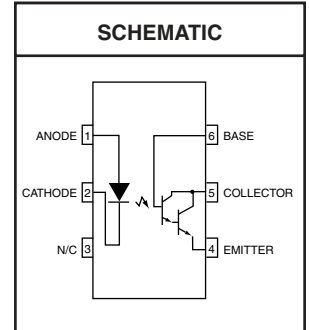 SCHEMATIC
ANODE 1
6 BASE
CATHODE 2
5 COLLECTOR
N/C 3
4 EMITTER